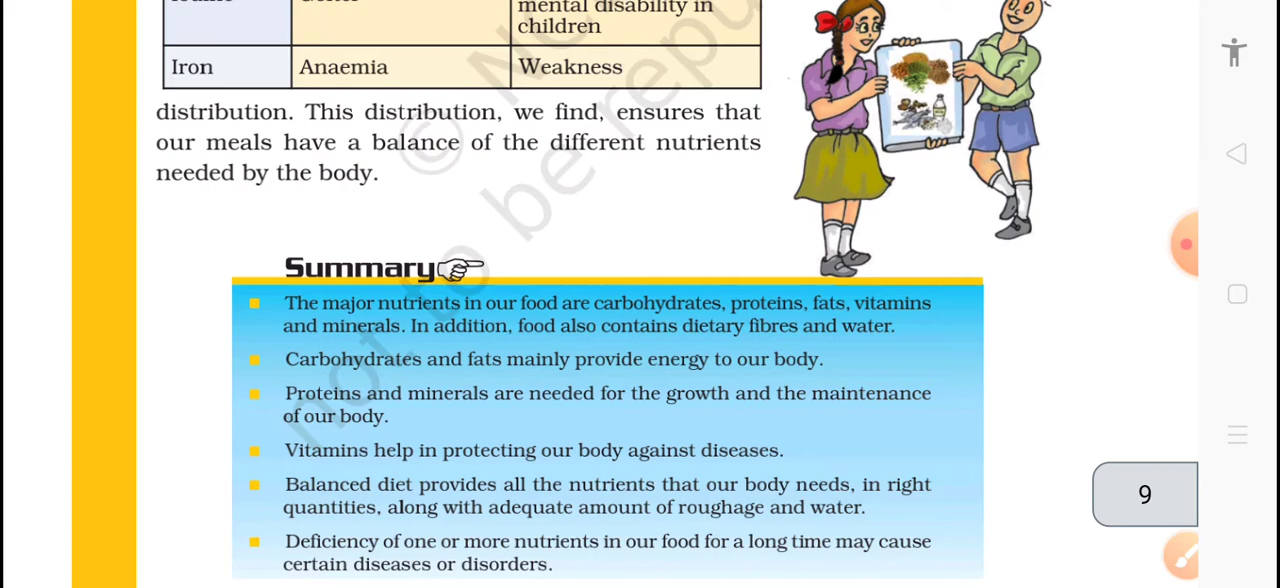 mental disability in
children
Iron Anaemia Weakness
distribution. This distribution, we find, ensures that
our meals have a balance of the different nutrients
needed by the body.
not to be repu
Summary
The major nutrients in our food are carbohydrates, proteins, fats, vitamins
and minerals. In addition, food also contains dietary fibres and water.
Carbohydrates and fats mainly provide energy to our body.
Proteins and minerals are needed for the growth and the maintenance
of our body.
Vitamins help in protecting our body against diseases.
Balanced diet provides all the nutrients that our body needs, in right
quantities, along with adequate amount of roughage and water.
9
Deficiency of one or more nutrients in our food for a long time may cause
certain diseases or disorders.